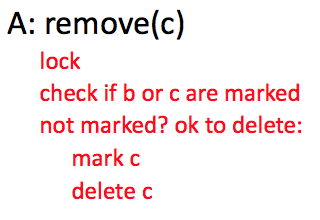 A: remove(c)
lock
check if b or c are marked
not marked? ok to delete:
mark c
delete c